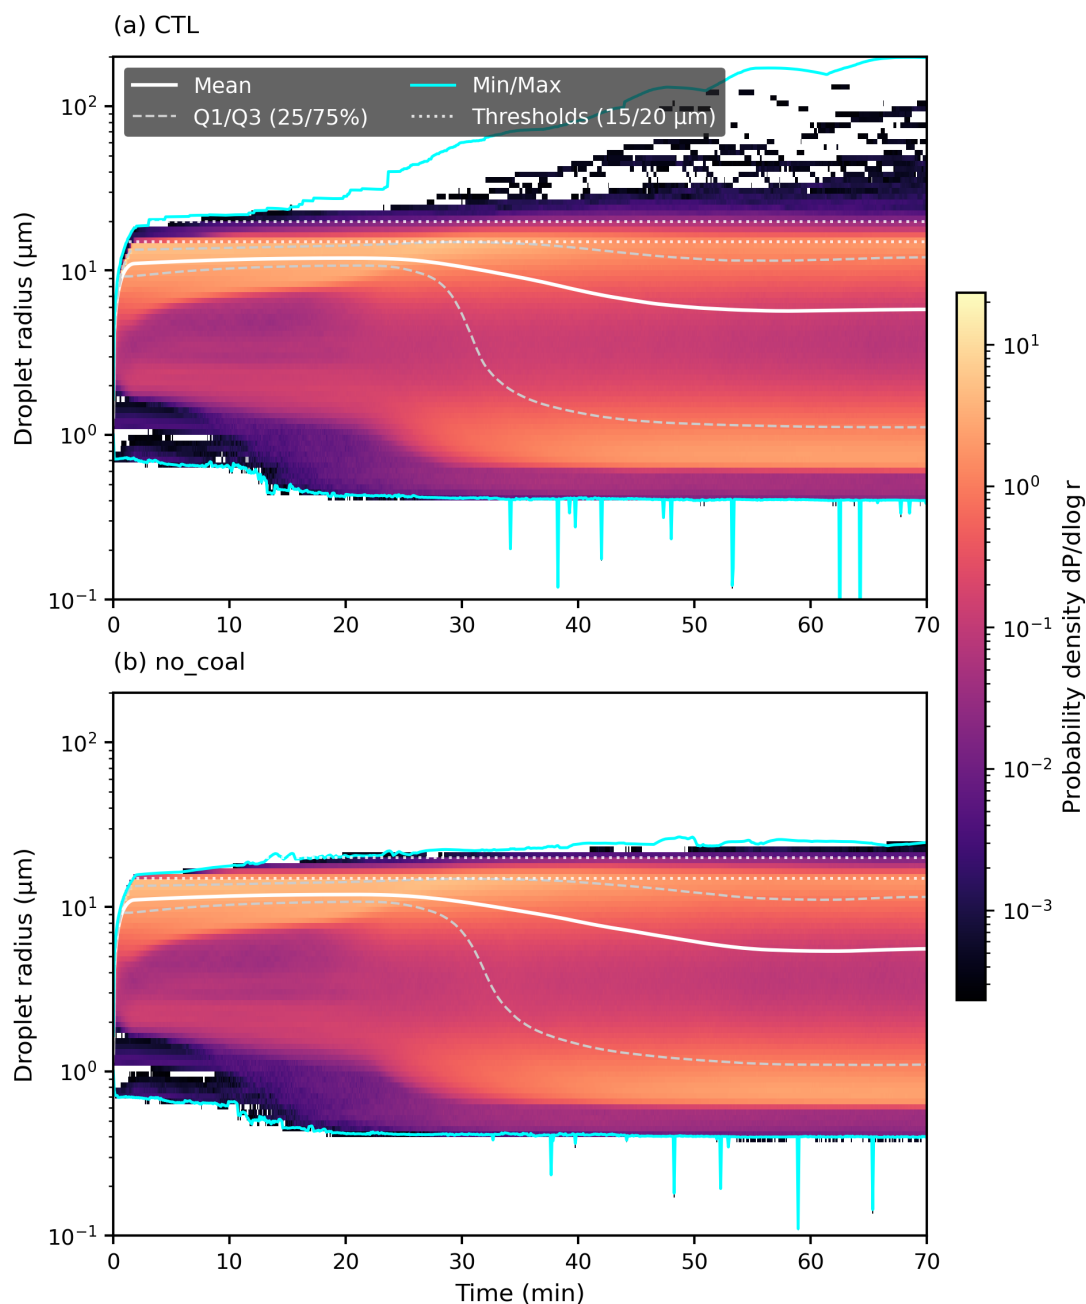 (a) CTL
Mean
Min/Max
Q1/Q3 (25/75%)
Thresholds (15/20 μm)
Droplet radius (μm)
10²
10¹
10⁰
10⁻¹
0 10 20 30 40 50 60 70
(b) no_coal
Droplet radius (μm)
10²
10¹
10⁰
10⁻¹
0 10 20 30 40 50 60 70
Time (min)
10¹
10⁰
10⁻¹
10⁻²
10⁻³
Probability density dP/dlog r